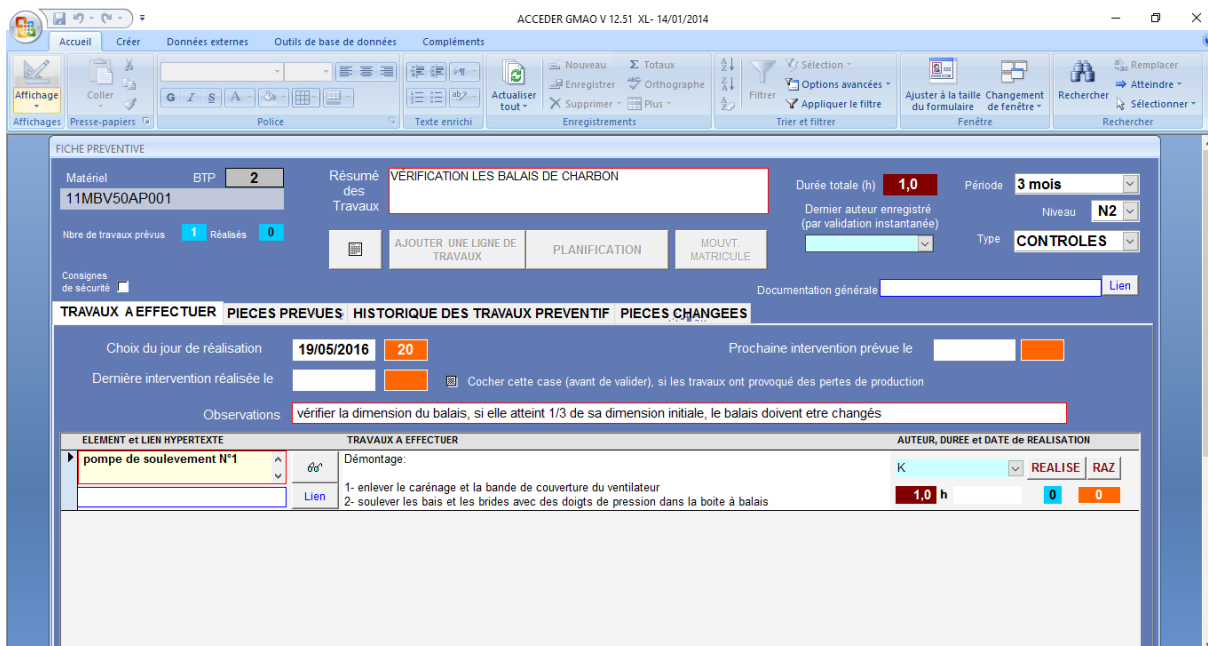 ACCEDER GMAO V 12.51 XL- 14/01/2014
Accueil Créer Données externes Outils de base de données Compléments
Affichage
Coller
G I S A
ab
Actualiser tout
Nouveau
Enregistrer
Supprimer
Σ Totaux
Orthographe
Plus
Filtrer
Sélection
Options avancées
Appliquer le filtre
Ajuster à la taille du formulaire
Changement de fenêtre
Rechercher
Remplacer
Atteindre
Sélectionner
Affichages Presse-papiers Police Texte enrichi Enregistrements Trier et filtrer Fenêtre Rechercher
FICHE PREVENTIVE
Matériel BTP 2
11MBV50AP001
Nbre de travaux prévus 1 Réalisés 0
Consignes
de sécurité
Résumé
des
Travaux
VÉRIFICATION LES BALAIS DE CHARBON
AJOUTER UNE LIGNE DE
TRAVAUX
PLANIFICATION
MOUVT.
MATRICULE
Durée totale (h) 1,0 Période 3 mois
Dernier auteur enregistré
(par validation instantanée)
Niveau N2
Type CONTROLES
Documentation générale Lien
TRAVAUX A EFFECTUER PIECES PREVUES HISTORIQUE DES TRAVAUX PREVENTIF PIECES CHANGEES
Choix du jour de réalisation 19/05/2016 20 Prochaine intervention prévue le
Dernière intervention réalisée le Cocher cette case (avant de valider), si les travaux ont provoqué des pertes de production
Observations vérifier la dimension du balais, si elle atteint 1/3 de sa dimension initiale, le balais doivent etre changés
ELEMENT et LIEN HYPERTEXTE TRAVAUX A EFFECTUER AUTEUR, DUREE et DATE de REALISATION
pompe de soulevement N°1
Lien
Démontage:
1- enlever le carénage et la bande de couverture du ventilateur
2- soulever les bais et les brides avec des doigts de pression dans la boite à balais
K REALISE RAZ
1,0 h 0 0